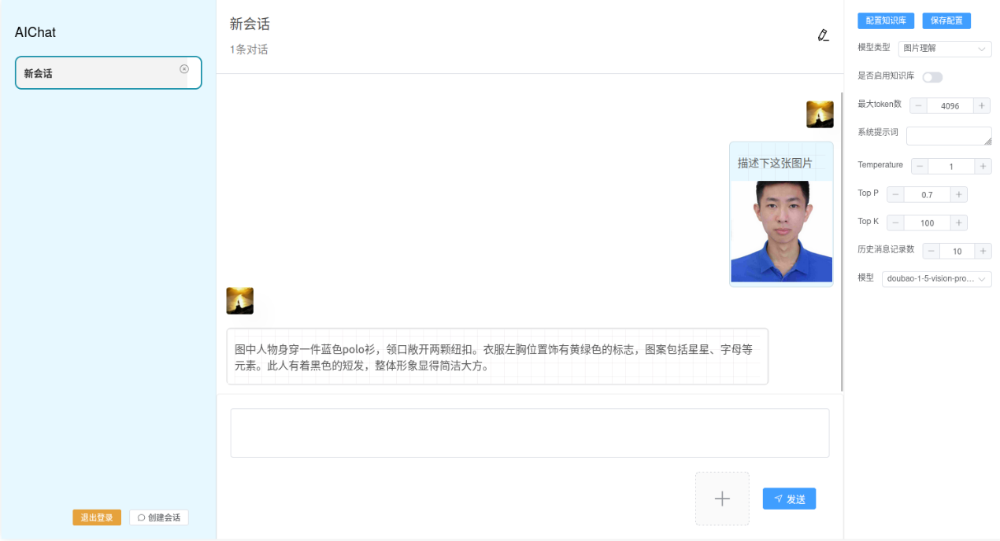 AIChat
新会话
退出登录
创建会话
新会话
1条对话
描述下这张图片
图中人物身穿一件蓝色polo衫，领口敞开两颗纽扣。衣服左胸位置饰有黄绿色的标志，图案包括星星、字母等
元素。此人有着黑色的短发，整体形象显得简洁大方。
发送
配置知识库 保存配置
模型类型 图片理解
是否启用知识库
最大token数 4096
系统提示词
Temperature 1
Top P 0.7
Top K 100
历史消息记录数 10
模型 doubao-1-5-vision-pro...